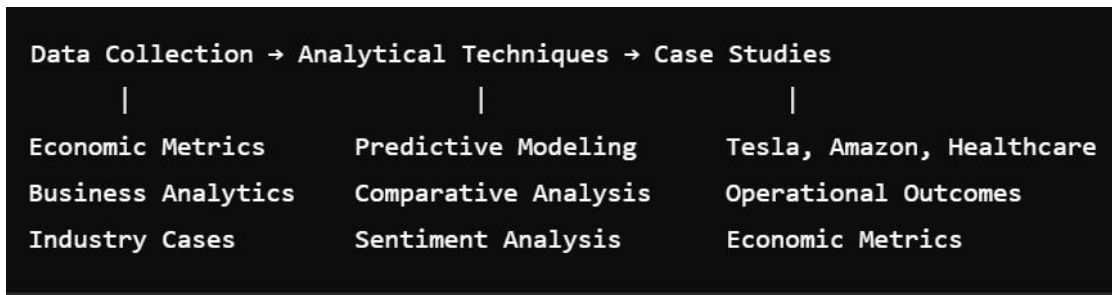 Data Collection → Analytical Techniques → Case Studies
| | |
Economic Metrics Predictive Modeling Tesla, Amazon, Healthcare
Business Analytics Comparative Analysis Operational Outcomes
Industry Cases Sentiment Analysis Economic Metrics